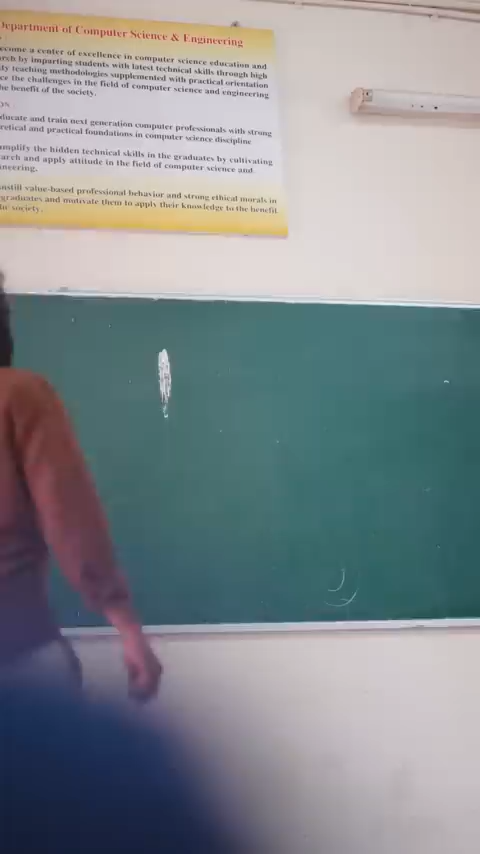 Department of Computer Science & Engineering
ecome a center of excellence in computer science education and
rch by imparting students with latest technical skills through high
ty teaching methodologies supplemented with practical orientation
ce the challenges in the field of computer science and engineering
he benefit of the society.
ON
ducate and train next generation computer professionals with strong
retical and practical foundations in computer science discipline
mplify the hidden technical skills in the graduates by cultivating
arch and apply attitude in the field of computer science and
ineering.
nstill value-based professional behavior and strong ethical morals in
graduates and motivate them to apply their knowledge to the benefit
society.